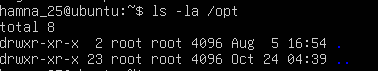 hamna_25@ubuntu:~$ ls -la /opt
total 8
drwxr-xr-x  2 root root 4096 Aug  5 16:54 .
drwxr-xr-x 23 root root 4096 Oct 24 04:39 ..